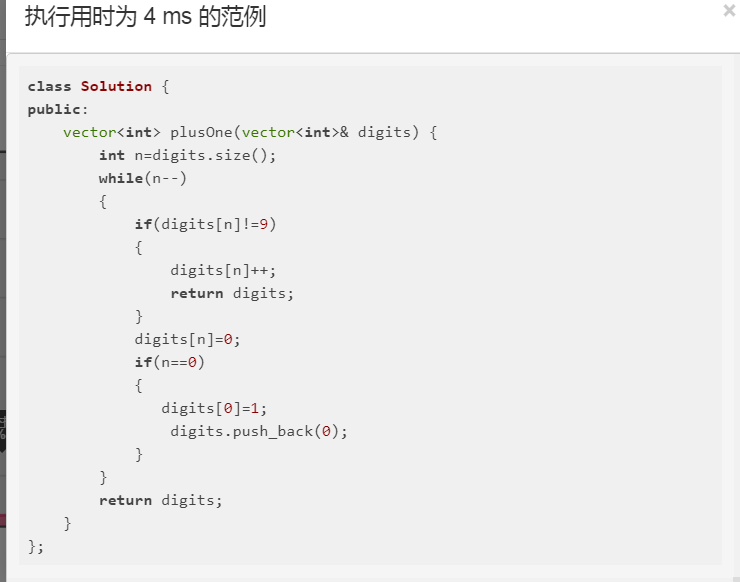 执行用时为 4 ms 的范例
×
class Solution {
public:
    vector<int> plusOne(vector<int>& digits) {
        int n=digits.size();
        while(n--)
        {
            if(digits[n]!=9)
            {
                digits[n]++;
                return digits;
            }
            digits[n]=0;
            if(n==0)
            {
               digits[0]=1;
                digits.push_back(0);
            }
        }
        return digits;
    }
};